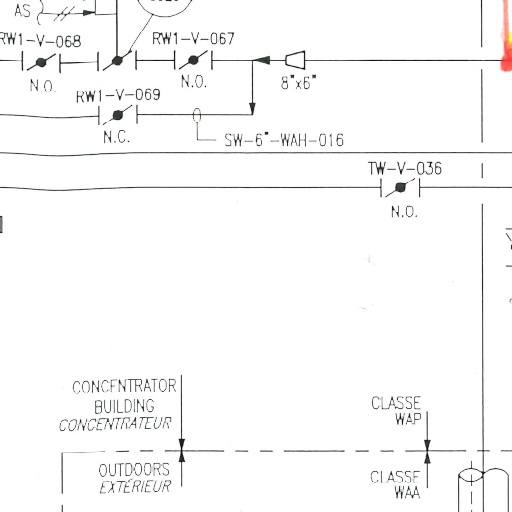 AS
RW1-V-068
RW1-V-067
N.O.
N.O.
8"x6"
RW1-V-069
N.C.
SW-6"-WAH-016
TW-V-036
N.O.
CONCENTRATOR
BUILDING
CONCENTRATEUR
CLASSE
WAP
OUTDOORS
EXTÉRIEUR
CLASSE
WAA